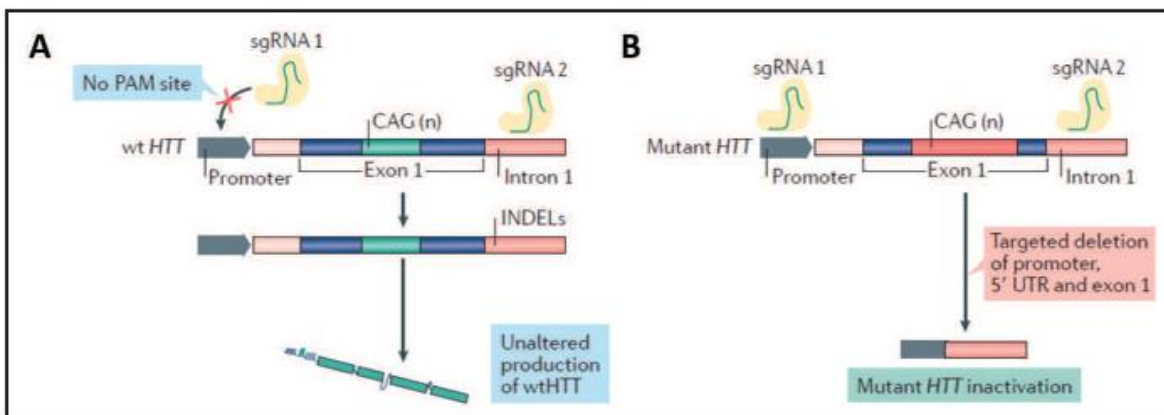 A
sgRNA 1
No PAM site
sgRNA 2
wt HTT
CAG (n)
Promoter
Exon 1
Intron 1
INDELs
Unaltered
production
of wtHTT
B
sgRNA 1
sgRNA 2
Mutant HTT
CAG (n)
Promoter
Exon 1
Intron 1
Targeted deletion
of promoter,
5′ UTR and exon 1
Mutant HTT inactivation